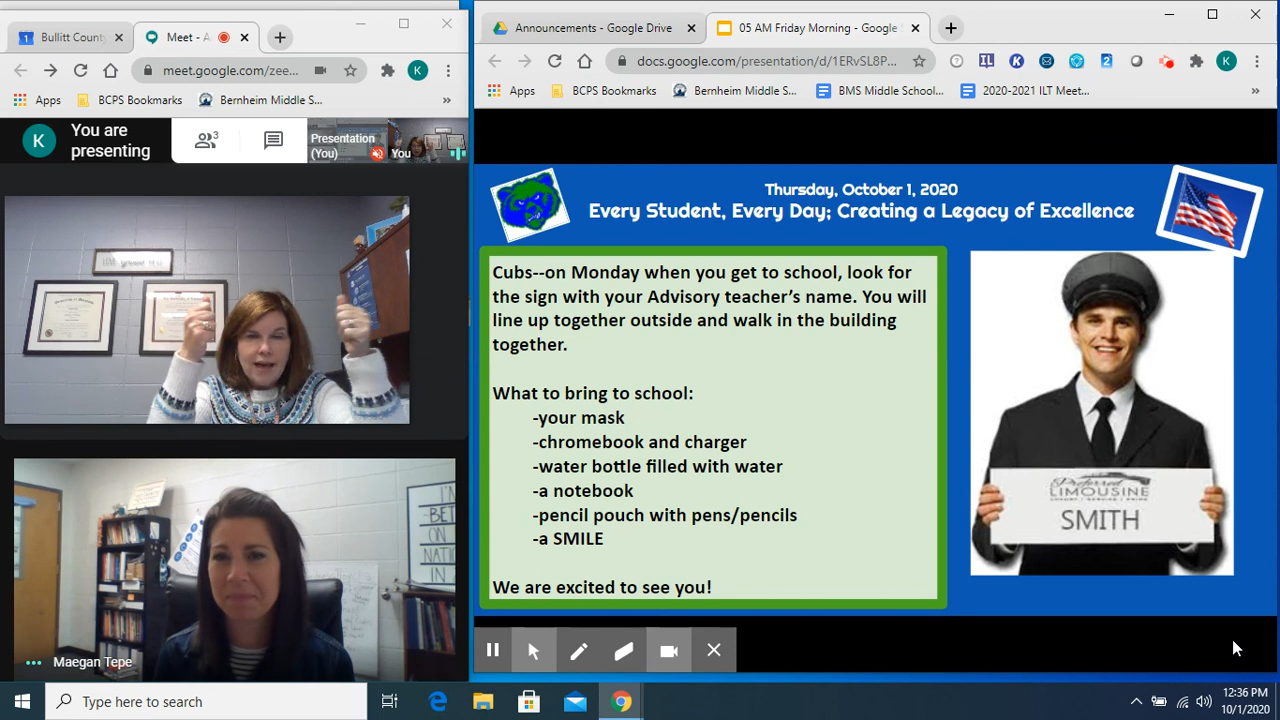 Bullitt County
Meet - A
meet.google.com/zee...
Apps
BCPS Bookmarks
Bernheim Middle S...
»
K
You are
presenting
3
Presentation
(You)
You
Maegan Tepe
Announcements - Google Drive
05 AM Friday Morning - Google S
docs.google.com/presentation/d/1ERvSL8P...
K
Apps
BCPS Bookmarks
Bernheim Middle S...
BMS Middle School...
2020-2021 ILT Meet...
»
Thursday, October 1, 2020
Every Student, Every Day; Creating a Legacy of Excellence
Cubs--on Monday when you get to school, look for
the sign with your Advisory teacher's name. You will
line up together outside and walk in the building
together.
What to bring to school:
-your mask
-chromebook and charger
-water bottle filled with water
-a notebook
-pencil pouch with pens/pencils
-a SMILE
We are excited to see you!
Preferred
LIMOUSINE
SMITH
I'M
-BET
ON
NATIO
IN
Type here to search
12:36 PM
10/1/2020